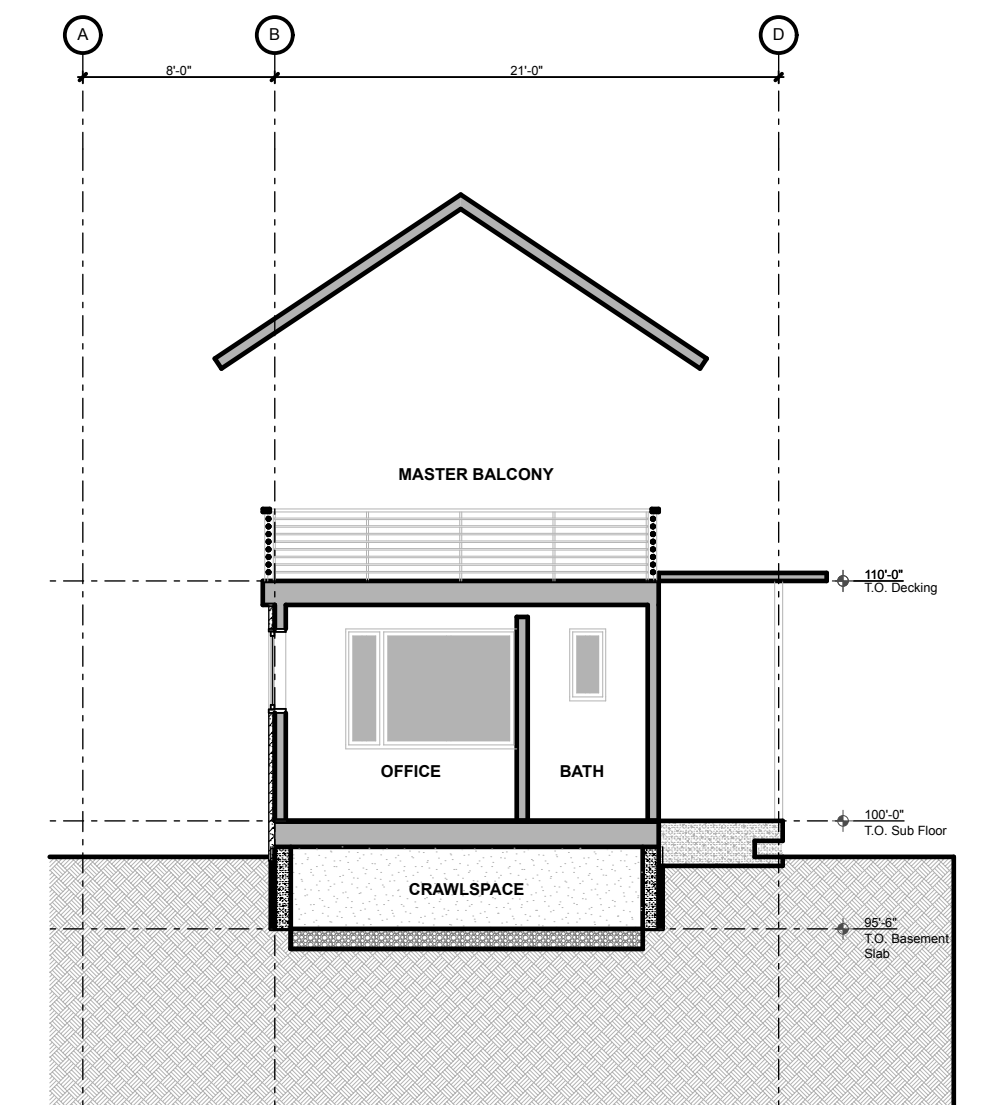 A
B
D
8'-0"
21'-0"
MASTER BALCONY
110'-0"
T.O. Decking
OFFICE
BATH
100'-0"
T.O. Sub Floor
CRAWLSPACE
95'-6"
T.O. Basement
Slab